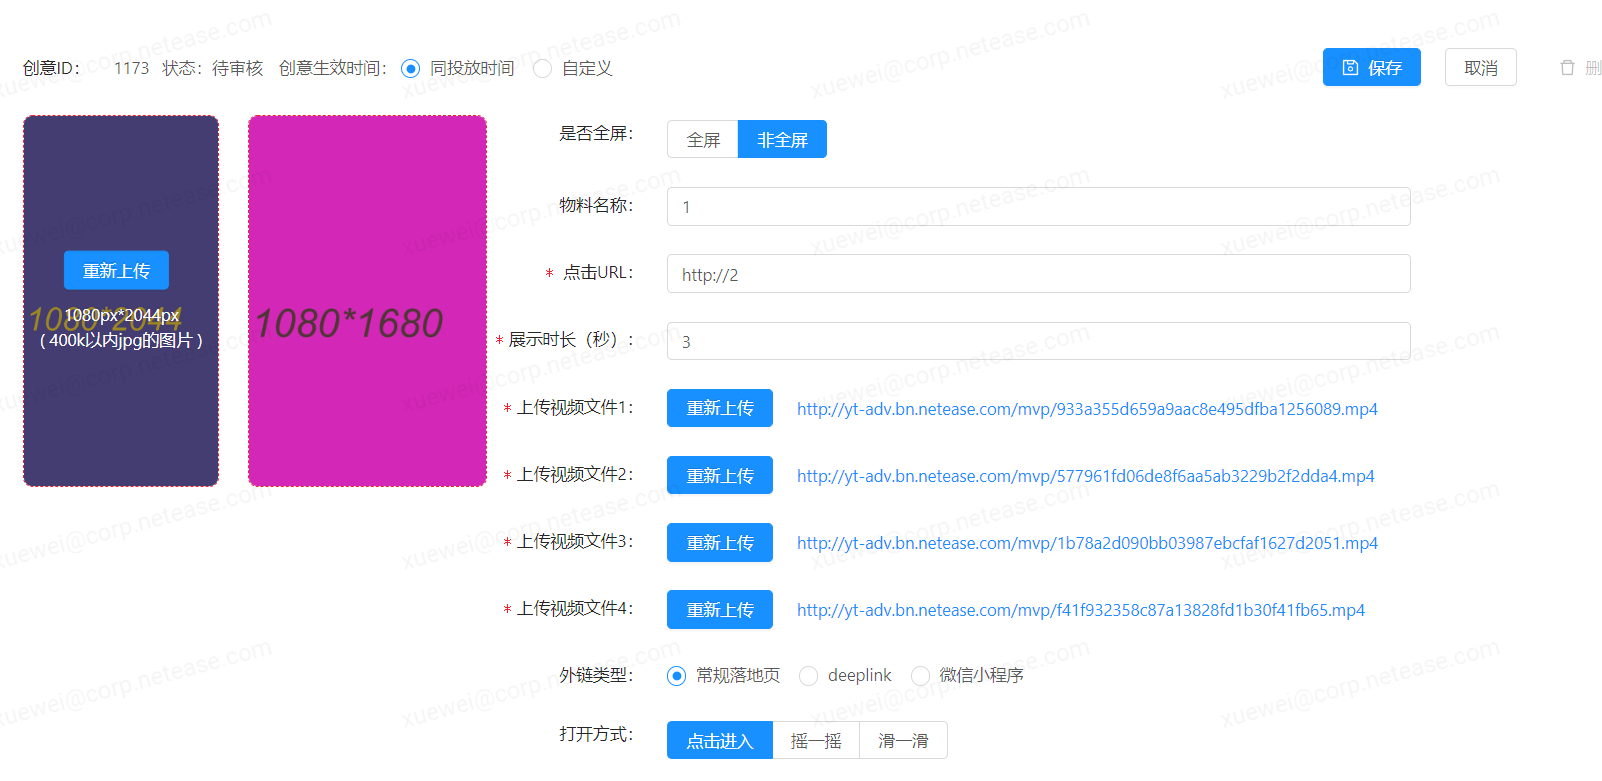 创意ID： 1173 状态：待审核 创意生效时间： 同投放时间 自定义 保存 取消 删
是否全屏： 全屏 非全屏
物料名称： 1
* 点击URL： http://2
重新上传
1080*2044
1080px*2044px
（400k以内jpg的图片）
1080*1680
* 展示时长（秒）： 3
* 上传视频文件1： 重新上传 http://yt-adv.bn.netease.com/mvp/933a355d659a9aac8e495dfba1256089.mp4
* 上传视频文件2： 重新上传 http://yt-adv.bn.netease.com/mvp/577961fd06de8f6aa5ab3229b2f2dda4.mp4
* 上传视频文件3： 重新上传 http://yt-adv.bn.netease.com/mvp/1b78a2d090bb03987ebcfaf1627d2051.mp4
* 上传视频文件4： 重新上传 http://yt-adv.bn.netease.com/mvp/f41f932358c87a13828fd1b30f41fb65.mp4
外链类型： 常规落地页 deeplink 微信小程序
打开方式： 点击进入 摇一摇 滑一滑
xuewei@corp.netease.com